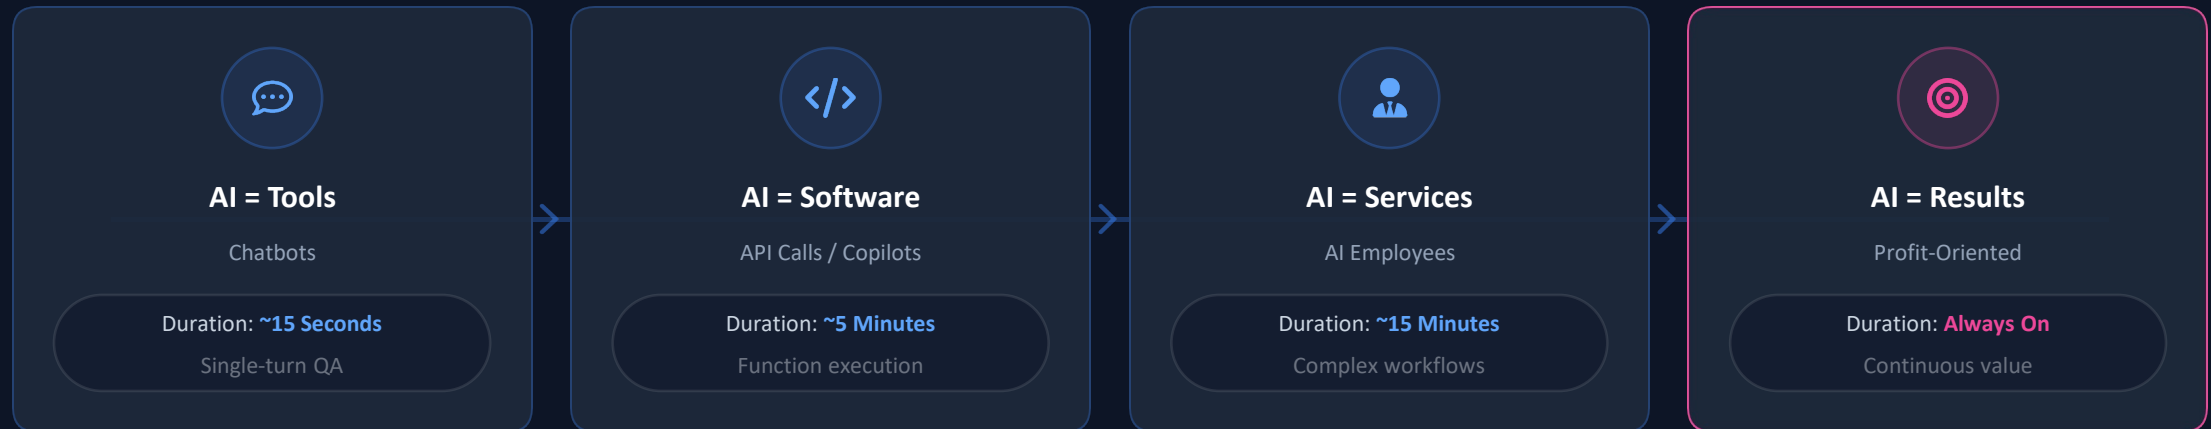 AI = Tools
Chatbots
Duration: ~15 Seconds
Single-turn QA
AI = Software
API Calls / Copilots
Duration: ~5 Minutes
Function execution
AI = Services
AI Employees
Duration: ~15 Minutes
Complex workflows
AI = Results
Profit-Oriented
Duration: Always On
Continuous value